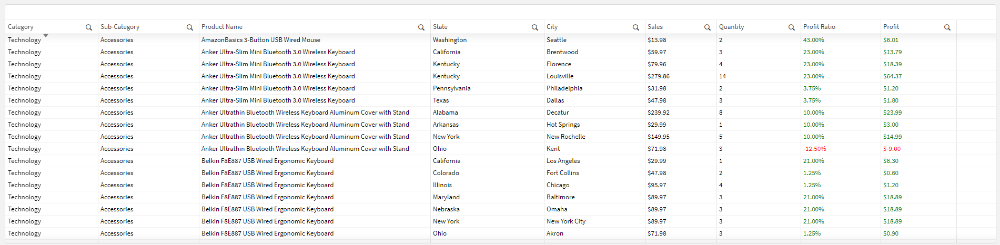 Category Sub-Category Product Name State City Sales Quantity Profit Ratio Profit
Technology Accessories AmazonBasics 3-Button USB Wired Mouse Washington Seattle $13.98 2 43.00% $6.01
Technology Accessories Anker Ultra-Slim Mini Bluetooth 3.0 Wireless Keyboard California Brentwood $59.97 3 23.00% $13.79
Technology Accessories Anker Ultra-Slim Mini Bluetooth 3.0 Wireless Keyboard Kentucky Florence $79.96 4 23.00% $18.39
Technology Accessories Anker Ultra-Slim Mini Bluetooth 3.0 Wireless Keyboard Kentucky Louisville $279.86 14 23.00% $64.37
Technology Accessories Anker Ultra-Slim Mini Bluetooth 3.0 Wireless Keyboard Pennsylvania Philadelphia $31.98 2 3.75% $1.20
Technology Accessories Anker Ultra-Slim Mini Bluetooth 3.0 Wireless Keyboard Texas Dallas $47.98 3 3.75% $1.80
Technology Accessories Anker Ultrathin Bluetooth Wireless Keyboard Aluminum Cover with Stand Alabama Decatur $239.92 8 10.00% $23.99
Technology Accessories Anker Ultrathin Bluetooth Wireless Keyboard Aluminum Cover with Stand Arkansas Hot Springs $29.99 1 10.00% $3.00
Technology Accessories Anker Ultrathin Bluetooth Wireless Keyboard Aluminum Cover with Stand New York New Rochelle $149.95 5 10.00% $14.99
Technology Accessories Anker Ultrathin Bluetooth Wireless Keyboard Aluminum Cover with Stand Ohio Kent $71.98 3 -12.50% $-9.00
Technology Accessories Belkin F8E887 USB Wired Ergonomic Keyboard California Los Angeles $29.99 1 21.00% $6.30
Technology Accessories Belkin F8E887 USB Wired Ergonomic Keyboard Colorado Fort Collins $47.98 2 1.25% $0.60
Technology Accessories Belkin F8E887 USB Wired Ergonomic Keyboard Illinois Chicago $95.97 4 1.25% $1.20
Technology Accessories Belkin F8E887 USB Wired Ergonomic Keyboard Maryland Baltimore $89.97 3 21.00% $18.89
Technology Accessories Belkin F8E887 USB Wired Ergonomic Keyboard Nebraska Omaha $89.97 3 21.00% $18.89
Technology Accessories Belkin F8E887 USB Wired Ergonomic Keyboard New York New York City $89.97 3 21.00% $18.89
Technology Accessories Belkin F8E887 USB Wired Ergonomic Keyboard Ohio Akron $71.98 3 1.25% $0.90